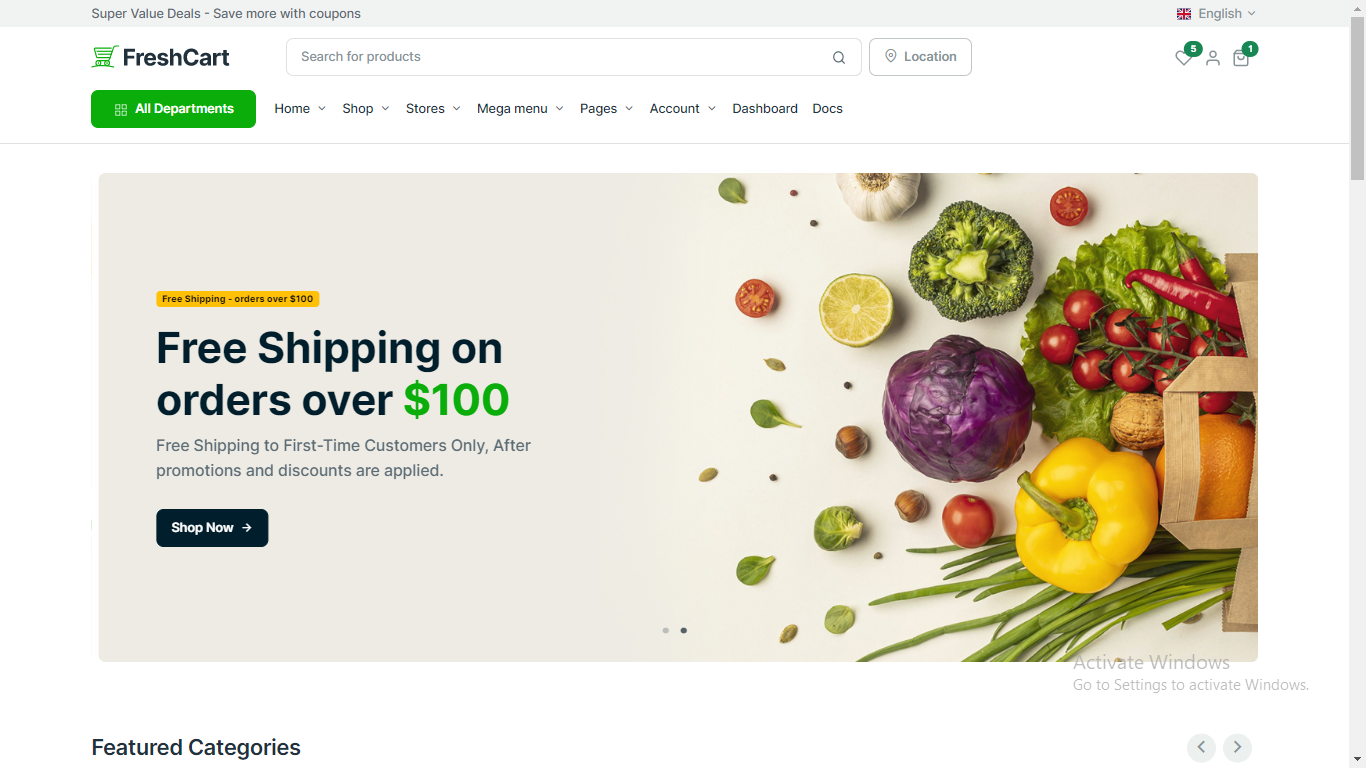 Super Value Deals - Save more with coupons
English
FreshCart
Search for products
Location
5
1
All Departments
Home
Shop
Stores
Mega menu
Pages
Account
Dashboard
Docs
Free Shipping - orders over $100
Free Shipping on
orders over $100
Free Shipping to First-Time Customers Only, After
promotions and discounts are applied.
Shop Now
Activate Windows
Go to Settings to activate Windows.
Featured Categories